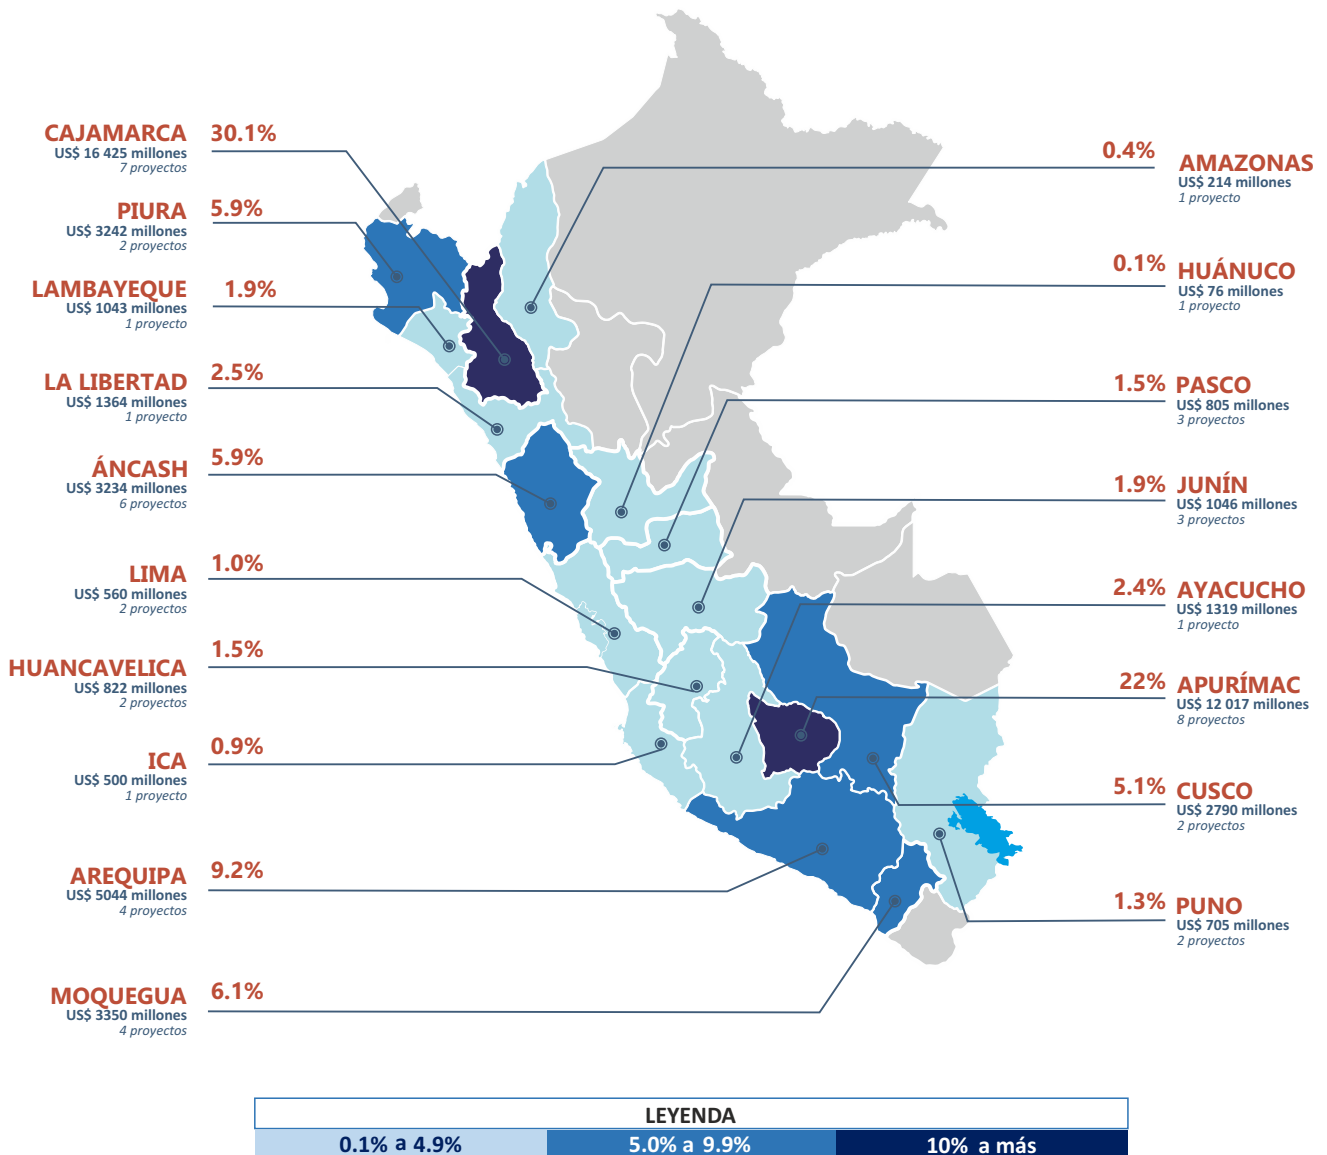 CAJAMARCA
30.1%
US$ 16 425 millones
7 proyectos
PIURA
5.9%
US$ 3242 millones
2 proyectos
LAMBAYEQUE
1.9%
US$ 1043 millones
1 proyecto
LA LIBERTAD
2.5%
US$ 1364 millones
1 proyecto
ÁNCASH
5.9%
US$ 3234 millones
6 proyectos
LIMA
1.0%
US$ 560 millones
2 proyectos
HUANCAVELICA
1.5%
US$ 822 millones
2 proyectos
ICA
0.9%
US$ 500 millones
1 proyecto
AREQUIPA
9.2%
US$ 5044 millones
4 proyectos
MOQUEGUA
6.1%
US$ 3350 millones
4 proyectos
0.4%
AMAZONAS
US$ 214 millones
1 proyecto
0.1%
HUÁNUCO
US$ 76 millones
1 proyecto
1.5%
PASCO
US$ 805 millones
3 proyectos
1.9%
JUNÍN
US$ 1046 millones
3 proyectos
2.4%
AYACUCHO
US$ 1319 millones
1 proyecto
22%
APURÍMAC
US$ 12 017 millones
8 proyectos
5.1%
CUSCO
US$ 2790 millones
2 proyectos
1.3%
PUNO
US$ 705 millones
2 proyectos
LEYENDA
0.1% a 4.9%
5.0% a 9.9%
10% a más